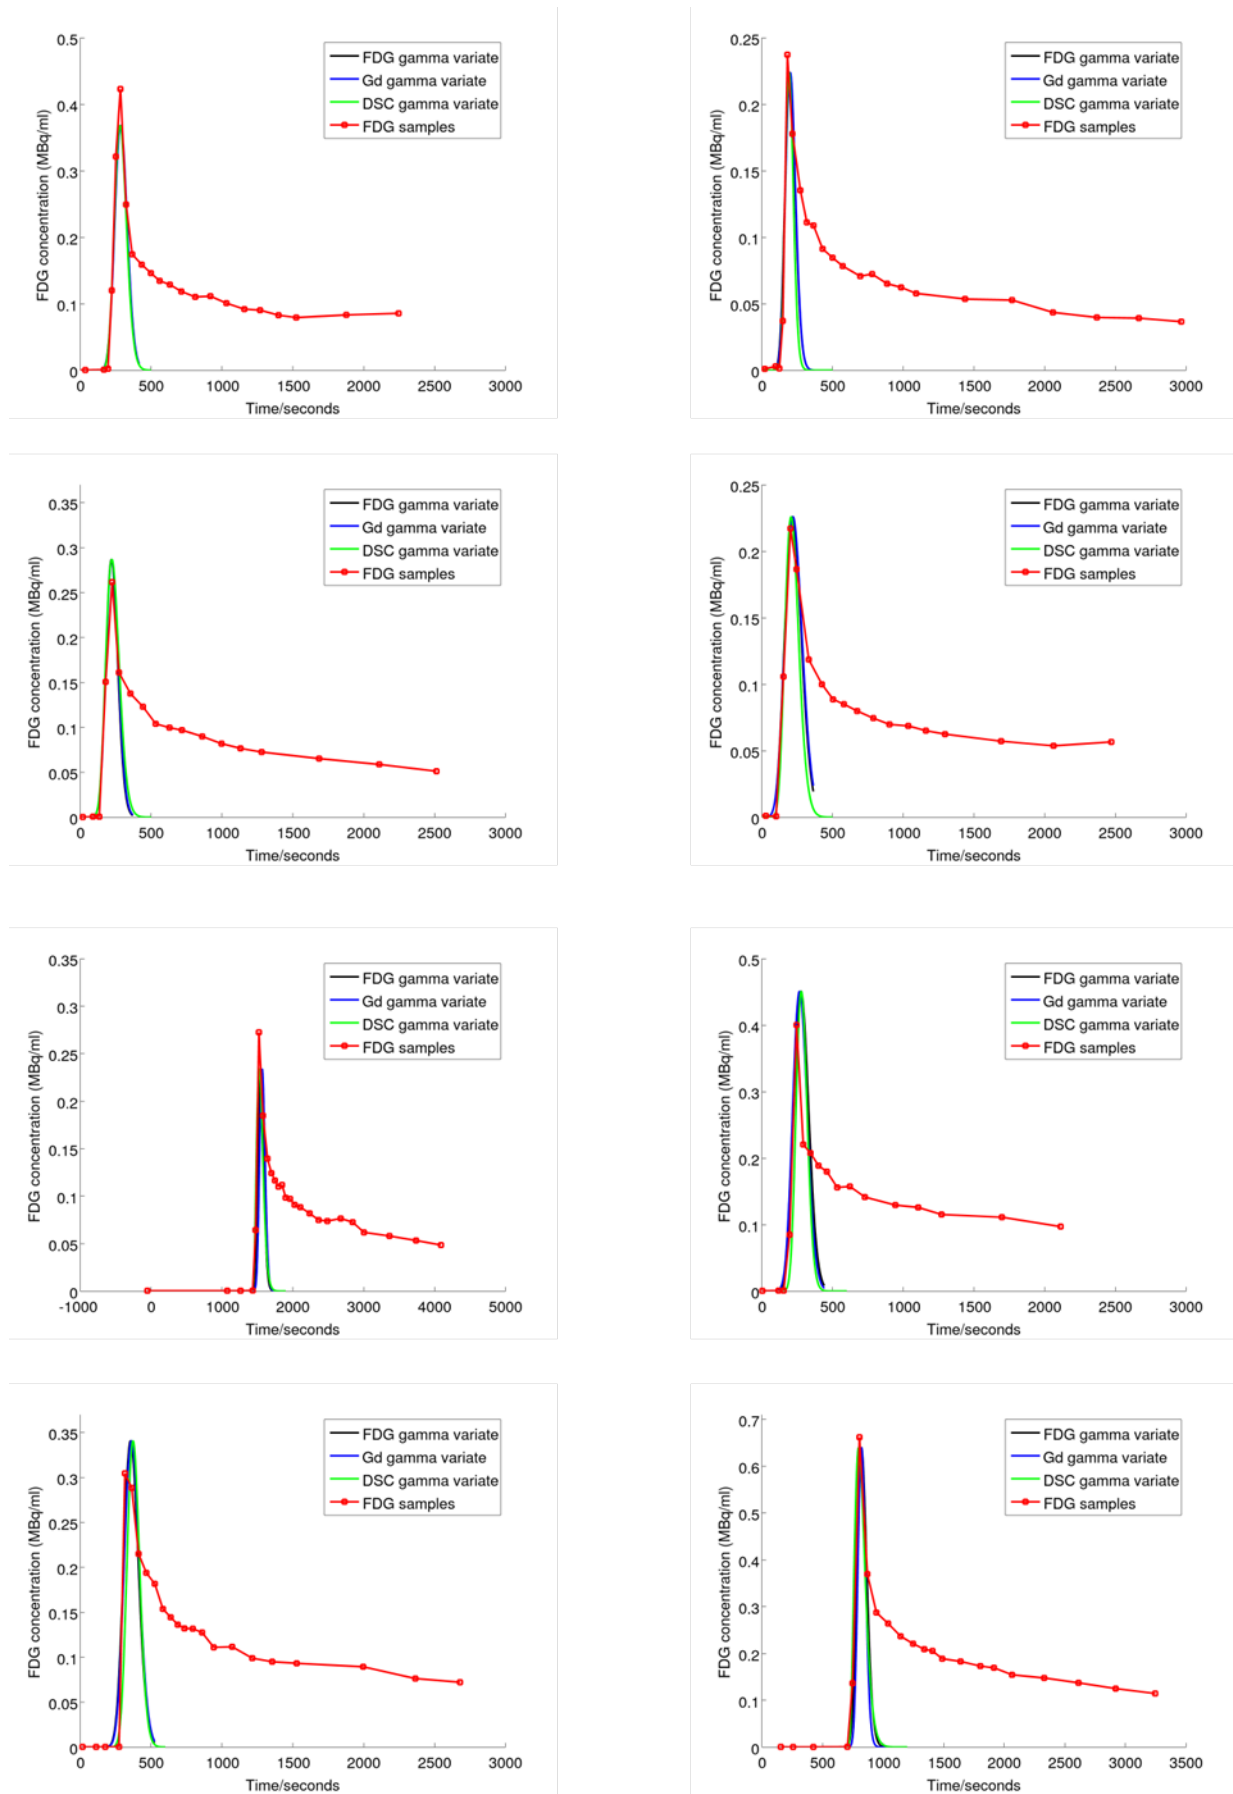 0.5
0.4
0.3
0.2
0.1
0
FDG concentration (MBq/ml)
FDG gamma variate
Gd gamma variate
DSC gamma variate
FDG samples
0 500 1000 1500 2000 2500 3000
Time/seconds
0.25
0.2
0.15
0.1
0.05
0
FDG concentration (MBq/ml)
FDG gamma variate
Gd gamma variate
DSC gamma variate
FDG samples
0 500 1000 1500 2000 2500 3000
Time/seconds
0.35
0.3
0.25
0.2
0.15
0.1
0.05
0
FDG concentration (MBq/ml)
FDG gamma variate
Gd gamma variate
DSC gamma variate
FDG samples
0 500 1000 1500 2000 2500 3000
Time/seconds
0.25
0.2
0.15
0.1
0.05
0
FDG concentration (MBq/ml)
FDG gamma variate
Gd gamma variate
DSC gamma variate
FDG samples
0 500 1000 1500 2000 2500 3000
Time/seconds
0.35
0.3
0.25
0.2
0.15
0.1
0.05
0
FDG concentration (MBq/ml)
FDG gamma variate
Gd gamma variate
DSC gamma variate
FDG samples
-1000 0 1000 2000 3000 4000 5000
Time/seconds
0.5
0.4
0.3
0.2
0.1
0
FDG concentration (MBq/ml)
FDG gamma variate
Gd gamma variate
DSC gamma variate
FDG samples
0 500 1000 1500 2000 2500 3000
Time/seconds
0.35
0.3
0.25
0.2
0.15
0.1
0.05
0
FDG concentration (MBq/ml)
FDG gamma variate
Gd gamma variate
DSC gamma variate
FDG samples
0 500 1000 1500 2000 2500 3000
Time/seconds
0.7
0.6
0.5
0.4
0.3
0.2
0.1
0
FDG concentration (MBq/ml)
FDG gamma variate
Gd gamma variate
DSC gamma variate
FDG samples
0 500 1000 1500 2000 2500 3000 3500
Time/seconds